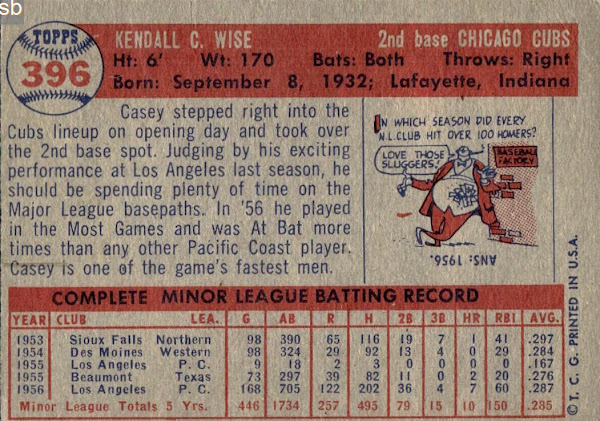 sb
TOPPS
396
KENDALL C. WISE 2nd base CHICAGO CUBS
Ht: 6' Wt: 170 Bats: Both Throws: Right
Born: September 8, 1932; Lafayette, Indiana
Casey stepped right into the
Cubs lineup on opening day and took over
the 2nd base spot. Judging by his exciting
performance at Los Angeles last season, he
should be spending plenty of time on the
Major League basepaths. In '56 he played
in the Most Games and was At Bat more
times than any other Pacific Coast player.
Casey is one of the game's fastest men.
IN WHICH SEASON DID EVERY
N.L. CLUB HIT OVER 100 HOMERS?
LOVE THOSE
SLUGGERS!
BASEBALL
FACTORY
ANS: 1956.
COMPLETE MINOR LEAGUE BATTING RECORD
YEAR CLUB LEA. G AB R H 2B 3B HR RBI AVG.
1953 Sioux Falls Northern 98 390 65 116 19 7 1 41 .297
1954 Des Moines Western 98 324 29 92 13 4 0 29 .284
1955 Los Angeles P. C. 9 18 2 3 0 0 0 0 .167
1955 Beaumont Texas 73 297 39 82 11 0 2 20 .276
1956 Los Angeles P. C. 168 705 122 202 36 4 7 60 .287
Minor League Totals 5 Yrs. 446 1734 257 495 79 15 10 150 .285
© T. C. G. PRINTED IN U.S.A.